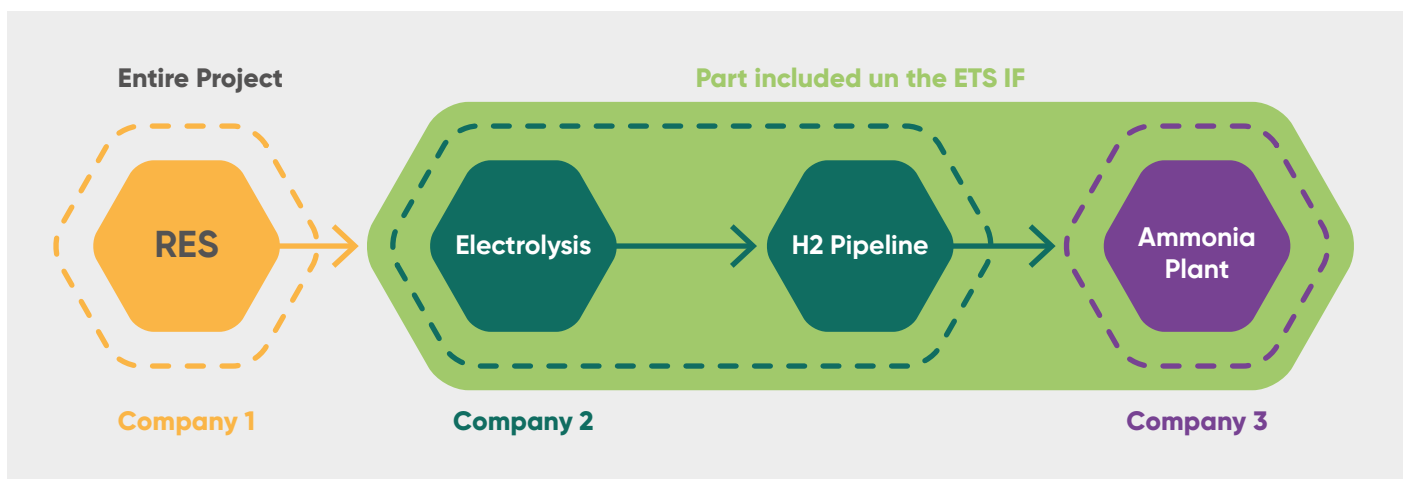 Entire Project
Part included un the ETS IF
RES
Electrolysis
H2 Pipeline
Ammonia
Plant
Company 1
Company 2
Company 3